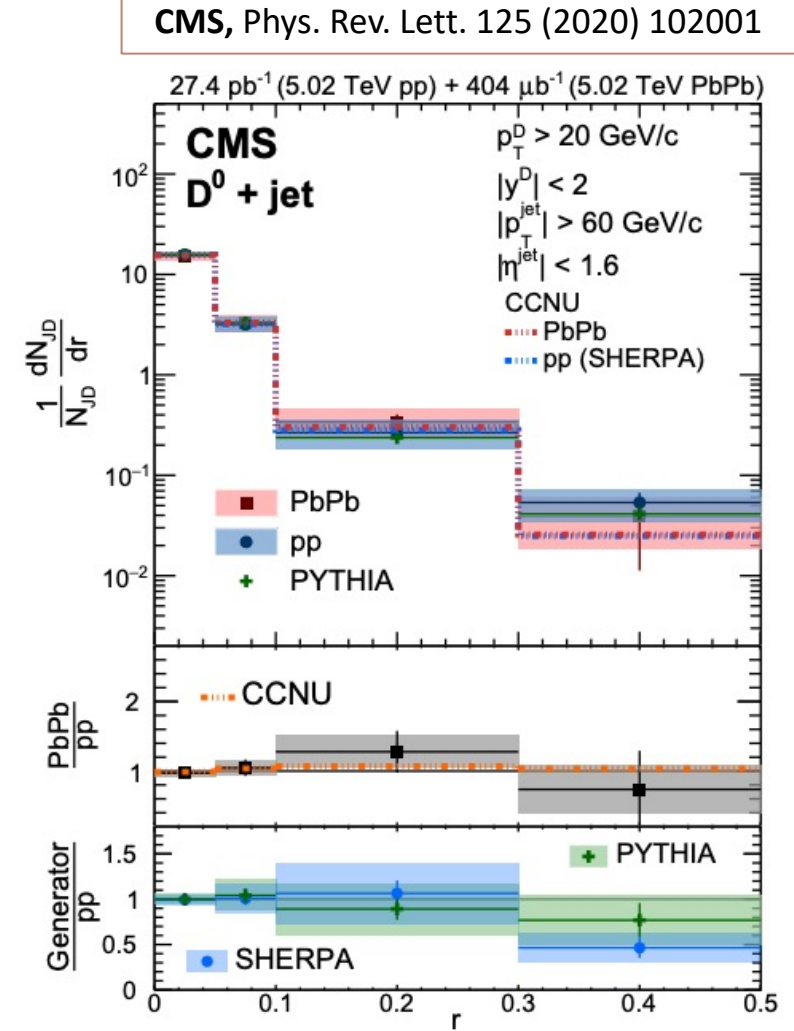 CMS, Phys. Rev. Lett. 125 (2020) 102001
27.4 pb⁻¹ (5.02 TeV pp) + 404 μb⁻¹ (5.02 TeV PbPb)
CMS
D⁰ + jet
p_T^D > 20 GeV/c
|y^D| < 2
|p_T^jet| > 60 GeV/c
|η^jet| < 1.6
CCNU
PbPb
pp (SHERPA)
10²
10
1
10⁻¹
10⁻²
1/N_JD dN_JD/dr
PbPb
pp
PYTHIA
CCNU
2
1
PbPb/pp
PYTHIA
1.5
1
0.5
0
Generator/pp
SHERPA
0 0.1 0.2 0.3 0.4 0.5
r